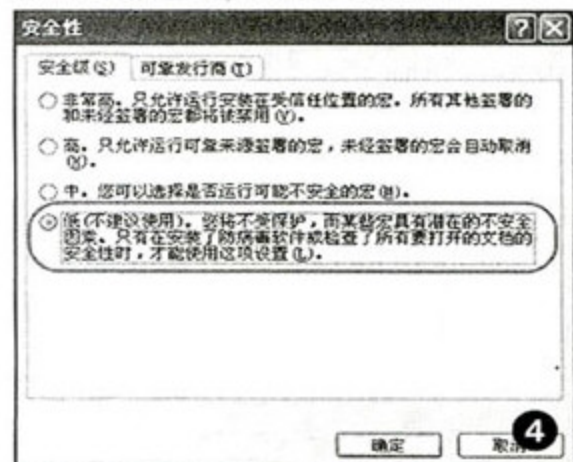 安全性
安全级(S) 可靠发行商(T)
非常高。只允许运行安装在受信任位置的宏。所有其他签署的
和未经签署的宏都将被禁用(V)。
高。只允许运行可靠来源签署的宏，未经签署的宏会自动取消
(Y)。
中。您可以选择是否运行可能不安全的宏(M)。
低(不建议使用)。您将不受保护，而某些宏具有潜在的不安全
因素。只有在安装了防病毒软件或检查了所有要打开的文档的
安全性时，才能使用这项设置(L)。
确定 取消
4